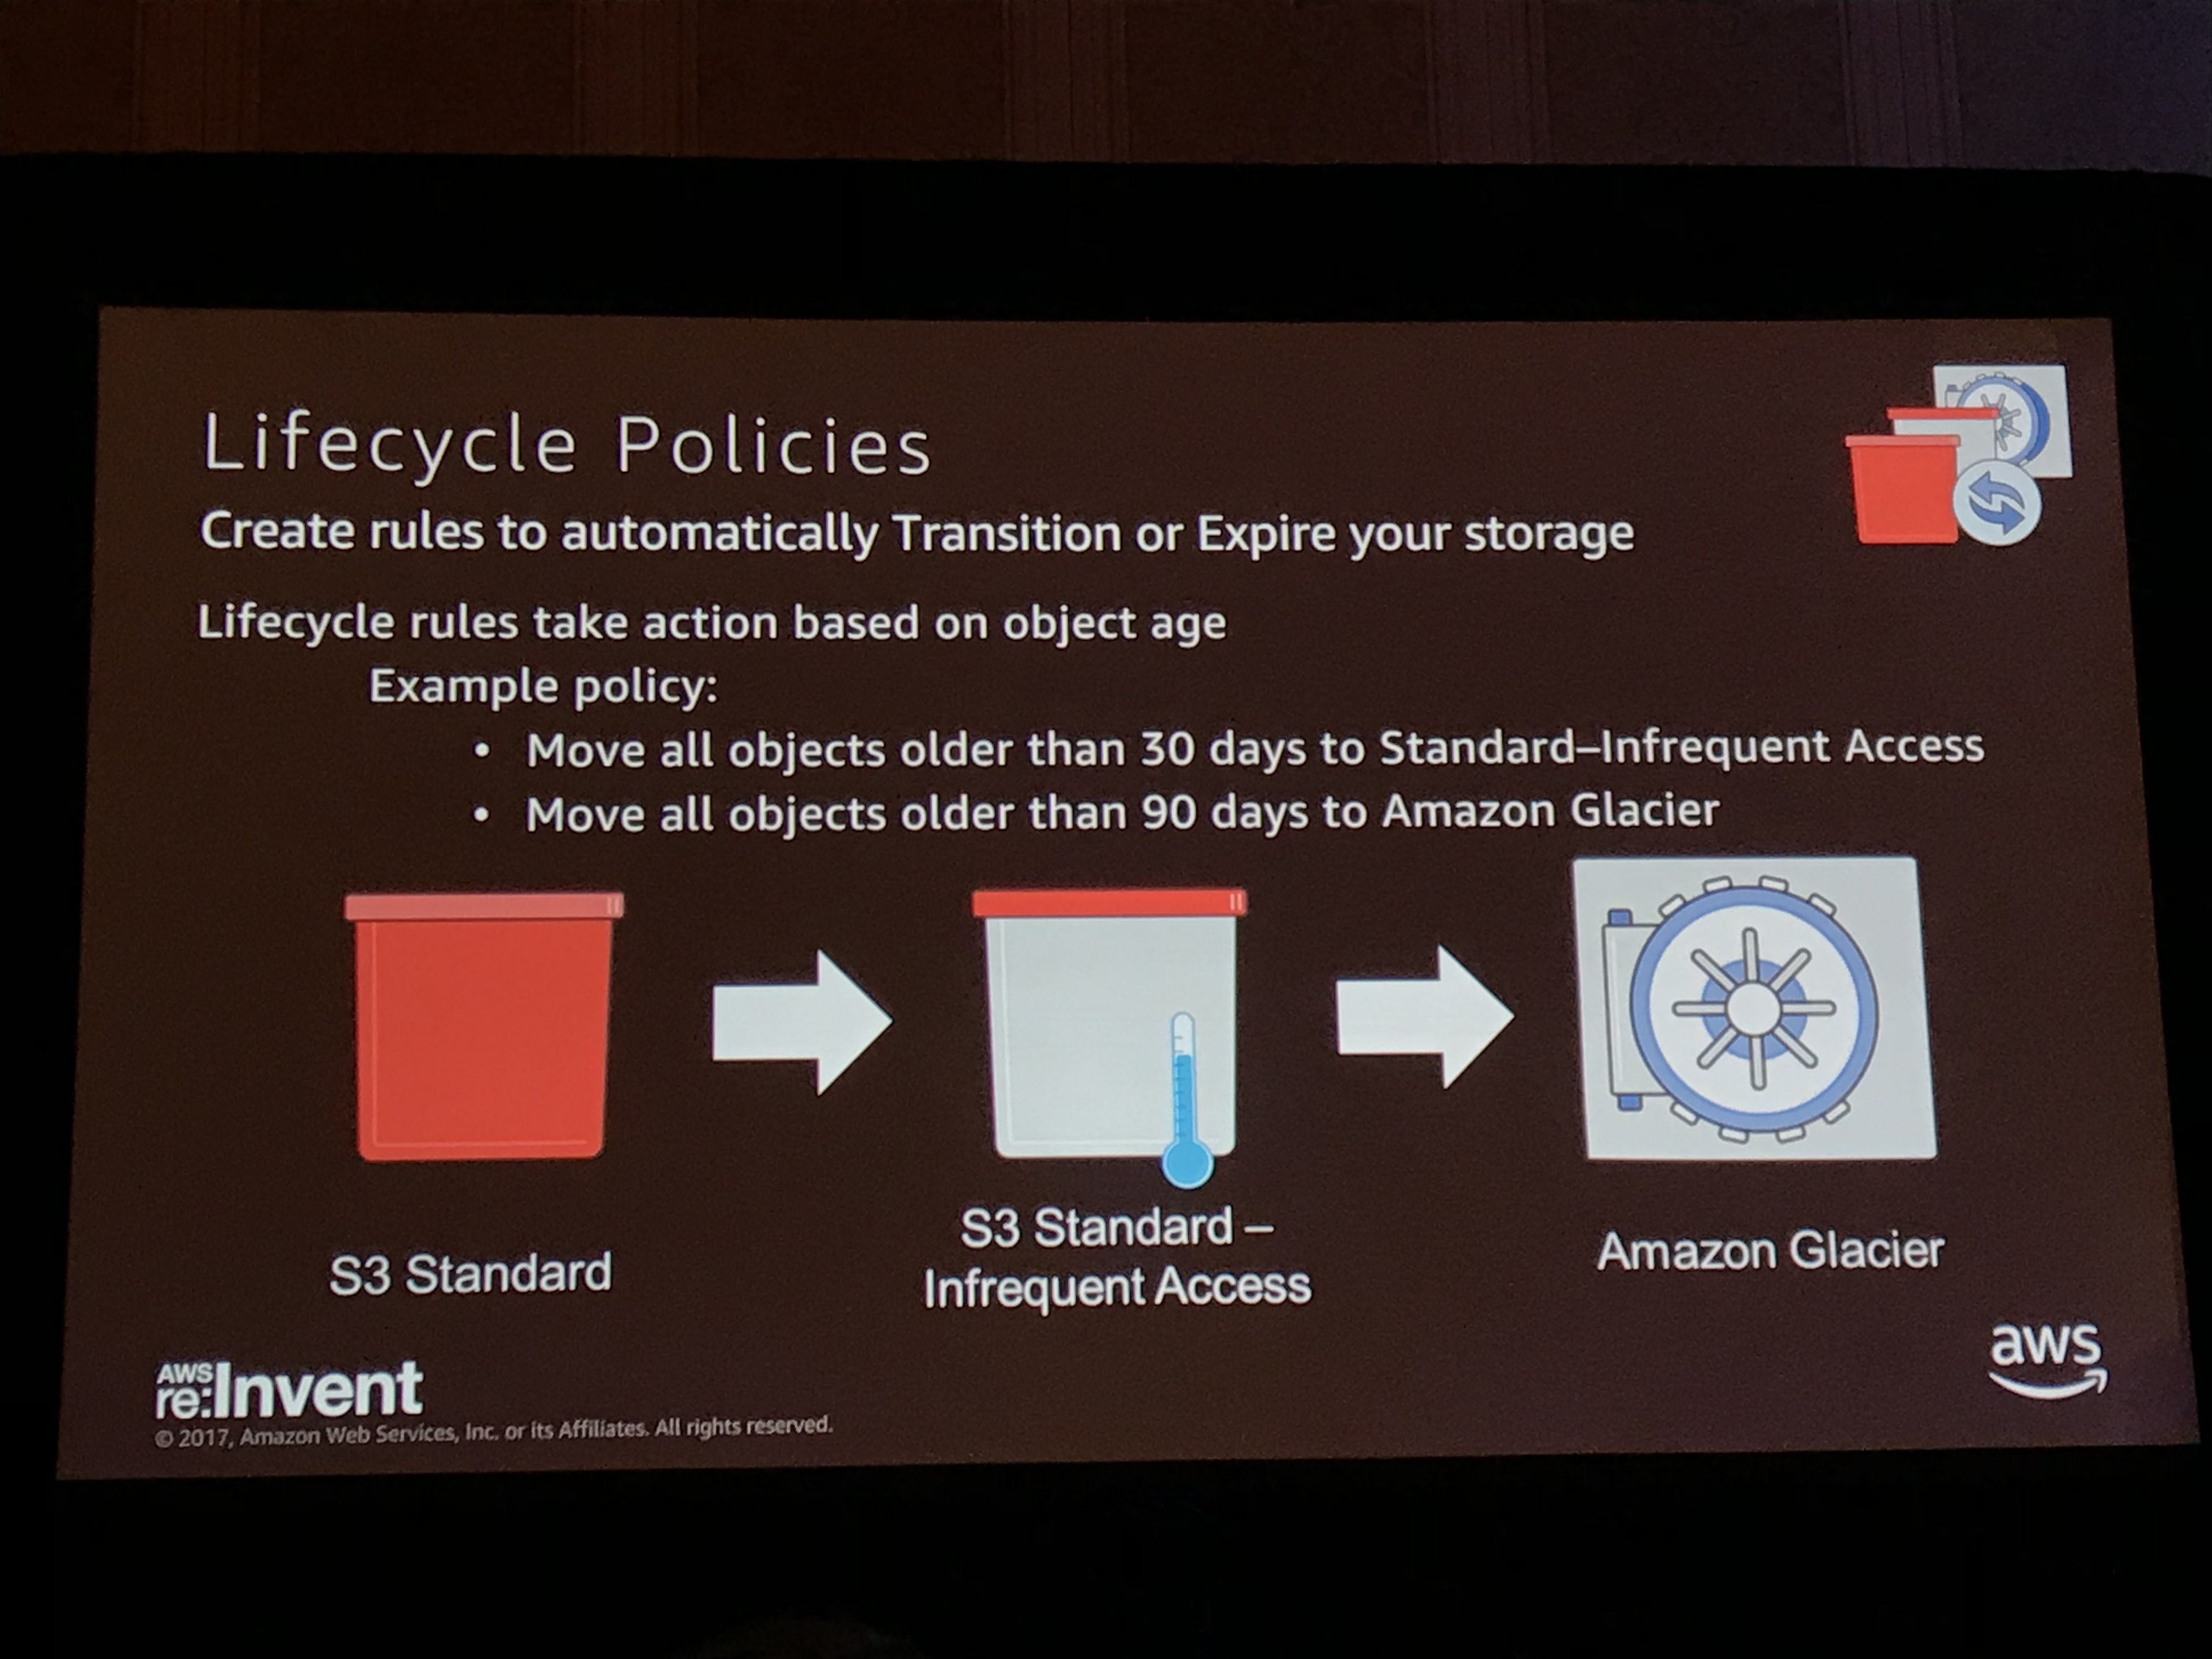 Lifecycle Policies
Create rules to automatically Transition or Expire your storage
Lifecycle rules take action based on object age
Example policy:
• Move all objects older than 30 days to Standard–Infrequent Access
• Move all objects older than 90 days to Amazon Glacier
S3 Standard
S3 Standard –
Infrequent Access
Amazon Glacier
AWS
re:Invent
© 2017, Amazon Web Services, Inc. or its Affiliates. All rights reserved.
aws